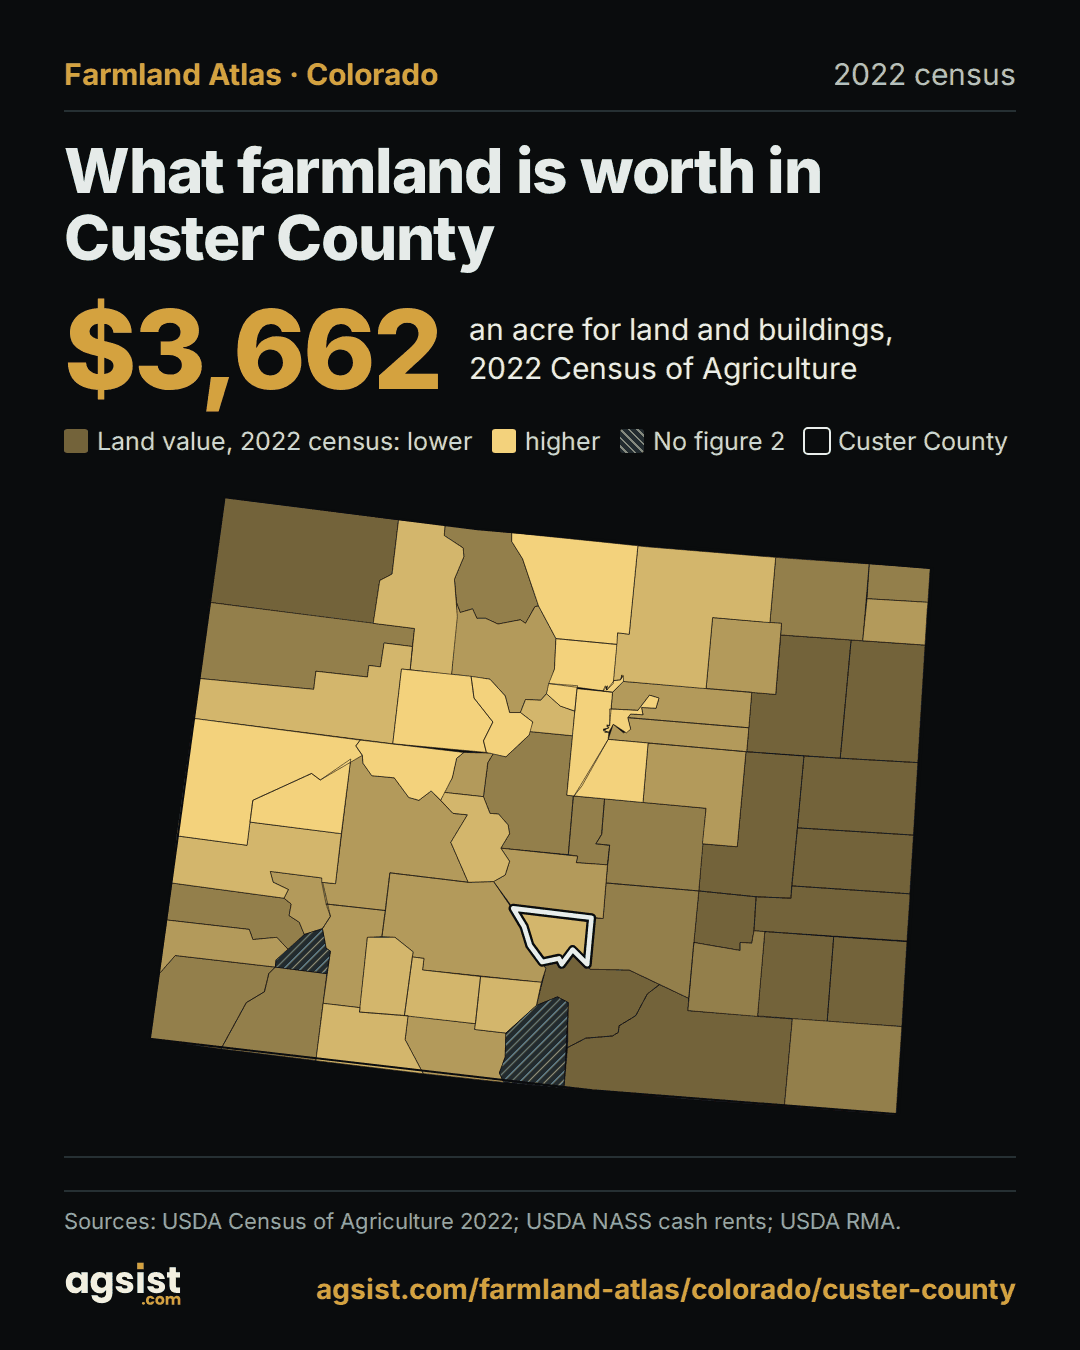 Farmland Atlas · Colorado
2022 census
What farmland is worth in
Custer County
$3,662
an acre for land and buildings,
2022 Census of Agriculture
Land value, 2022 census: lower
higher
No figure 2
Custer County
Sources: USDA Census of Agriculture 2022; USDA NASS cash rents; USDA RMA.
agsist
.com
agsist.com/farmland-atlas/colorado/custer-county